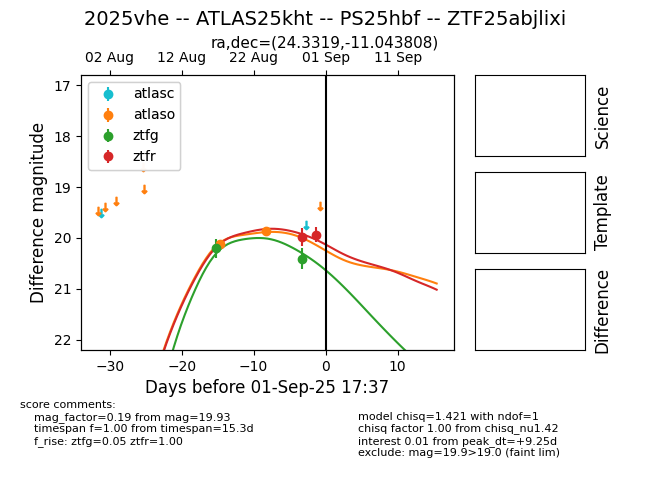 2025vhe -- ATLAS25kht -- PS25hbf -- ZTF25abjlixi
ra,dec=(24.3319,-11.043808)
02 Aug 12 Aug 22 Aug 01 Sep 11 Sep
atlasc
atlaso
ztfg
ztfr
17
18
19
20
21
22
Difference magnitude
−30 −20 −10 0 10
Days before 01-Sep-25 17:37
Science
Template
Difference
score comments:
mag_factor=0.19 from mag=19.93
timespan f=1.00 from timespan=15.3d
f_rise: ztfg=0.05 ztfr=1.00
model chisq=1.421 with ndof=1
chisq factor 1.00 from chisq_nu1.42
interest 0.01 from peak_dt=+9.25d
exclude: mag=19.9>19.0 (faint lim)